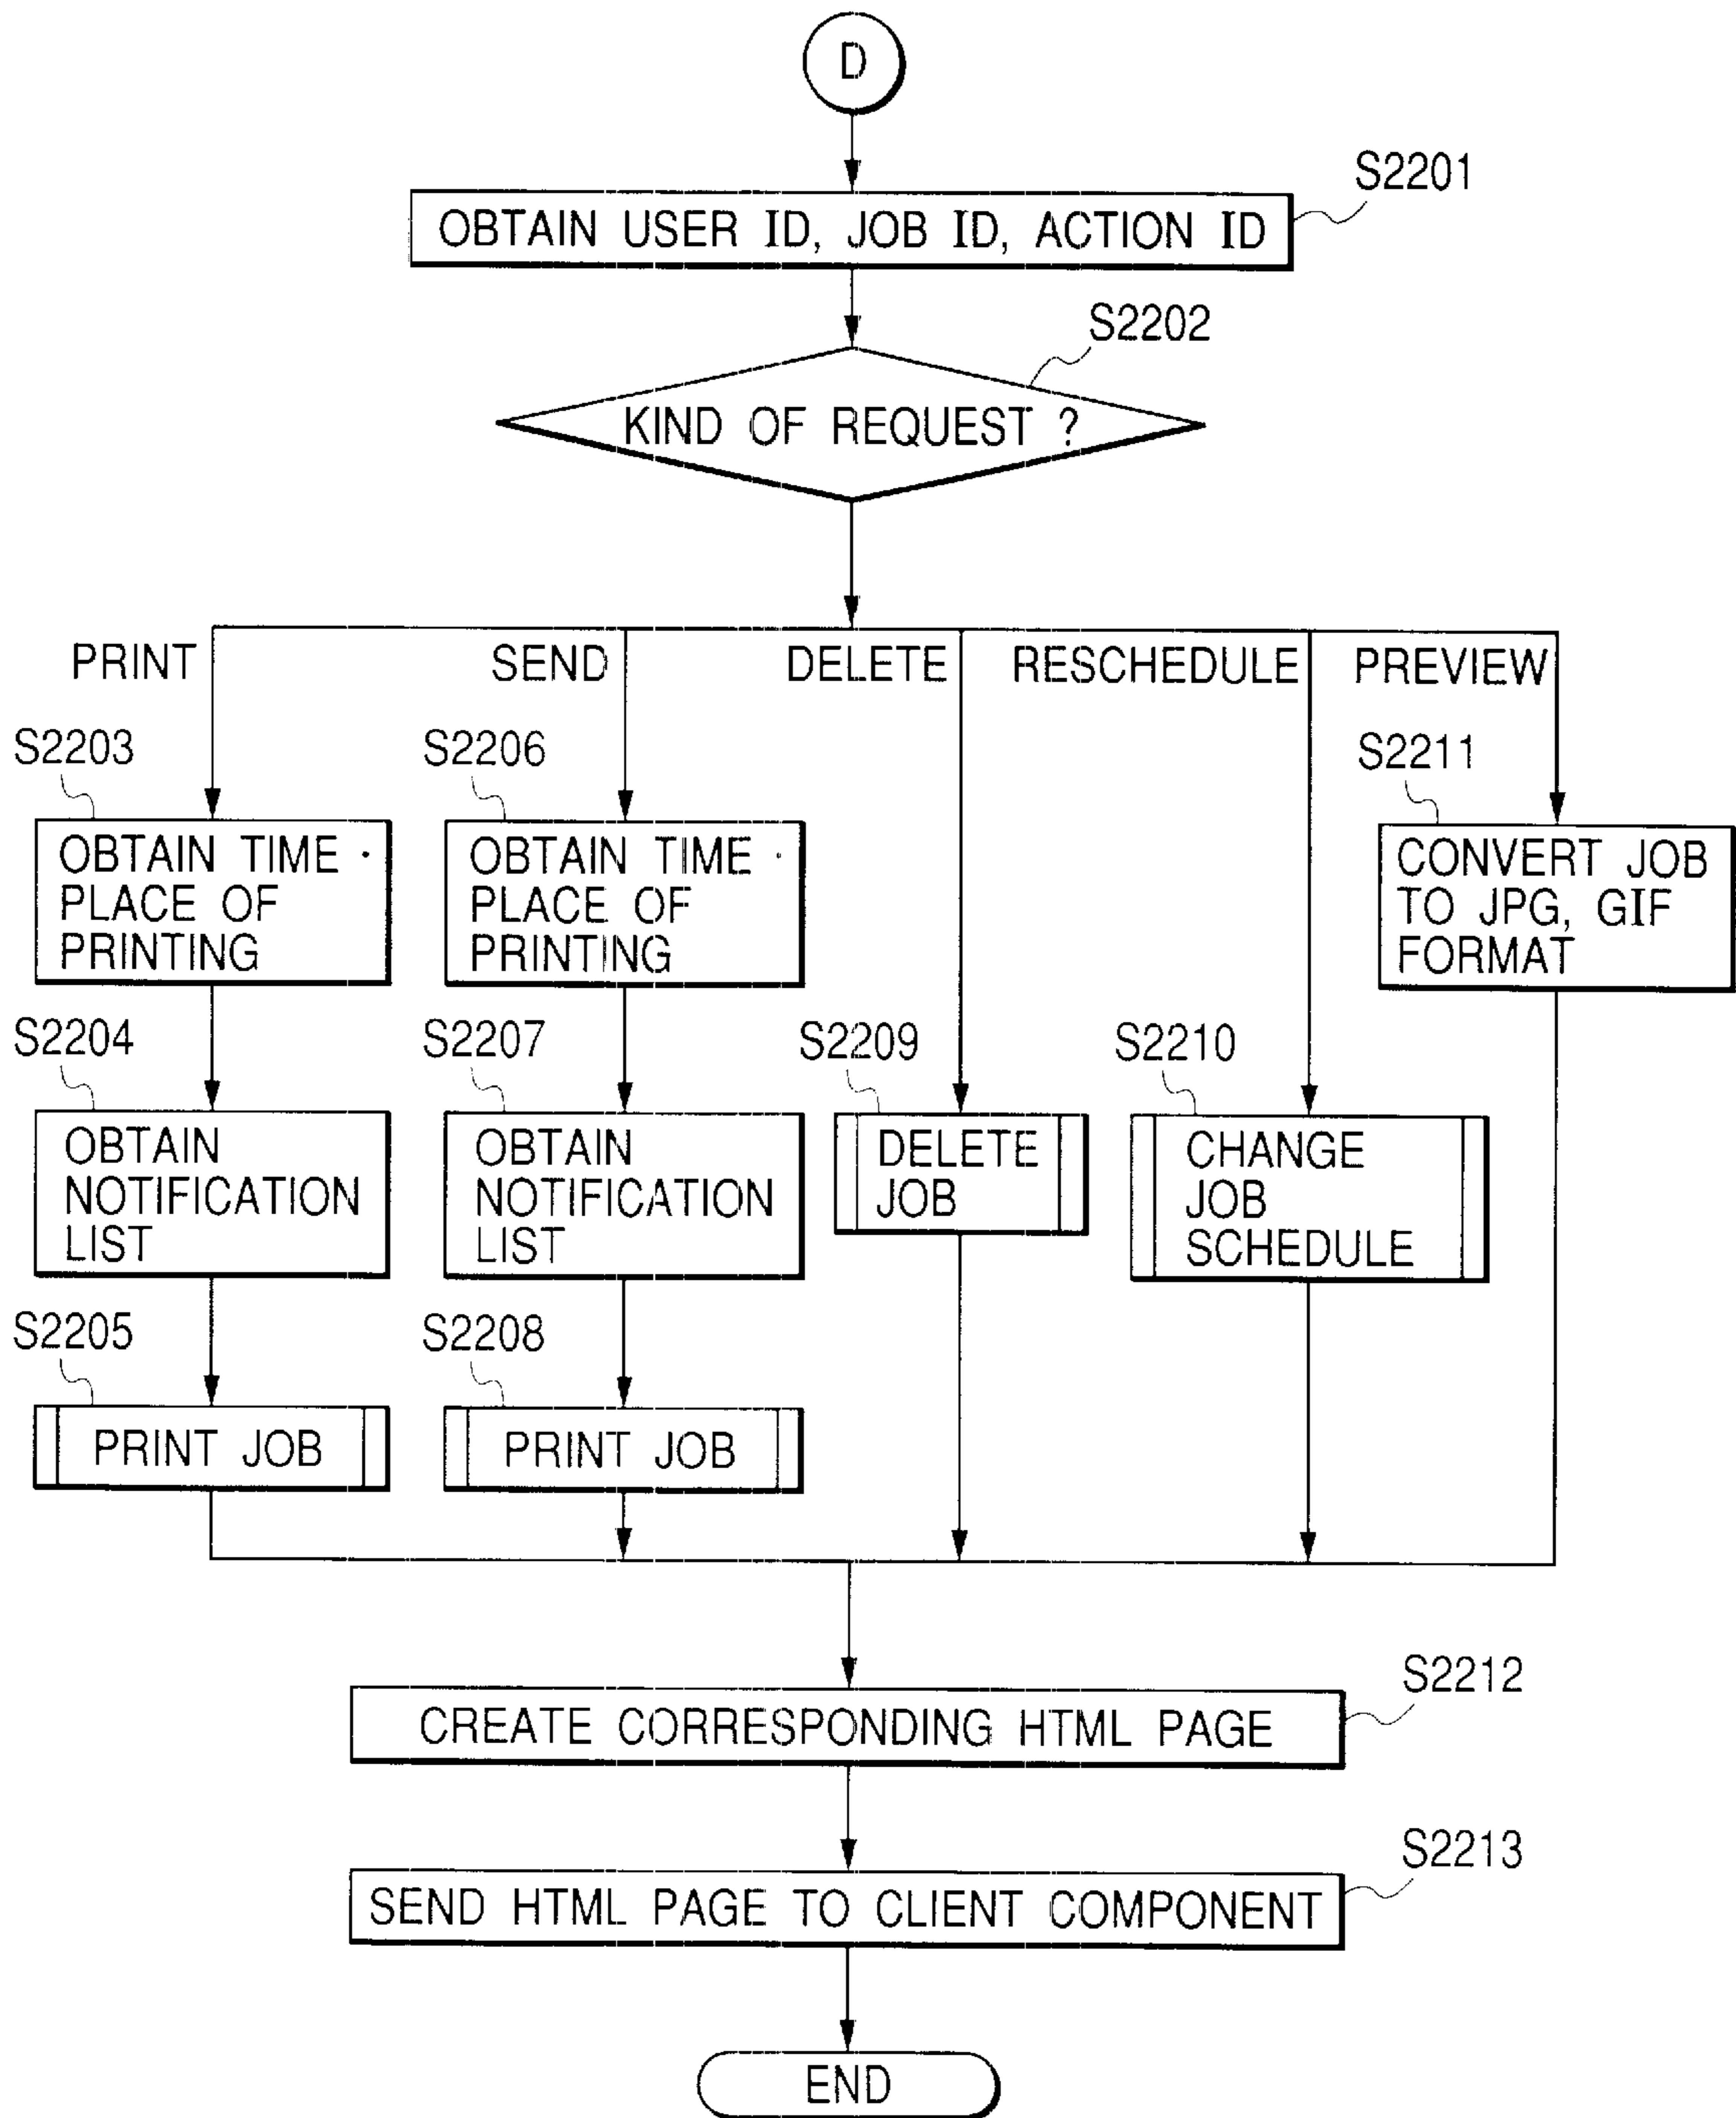 D
S2201
OBTAIN USER ID, JOB ID, ACTION ID
S2202
KIND OF REQUEST ?
PRINT
SEND
DELETE
RESCHEDULE
PREVIEW
S2203
OBTAIN TIME ·
PLACE OF
PRINTING
S2206
OBTAIN TIME ·
PLACE OF
PRINTING
S2211
CONVERT JOB
TO JPG, GIF
FORMAT
S2204
OBTAIN
NOTIFICATION
LIST
S2207
OBTAIN
NOTIFICATION
LIST
S2209
DELETE
JOB
S2210
CHANGE
JOB
SCHEDULE
S2205
PRINT JOB
S2208
PRINT JOB
S2212
CREATE CORRESPONDING HTML PAGE
S2213
SEND HTML PAGE TO CLIENT COMPONENT
END